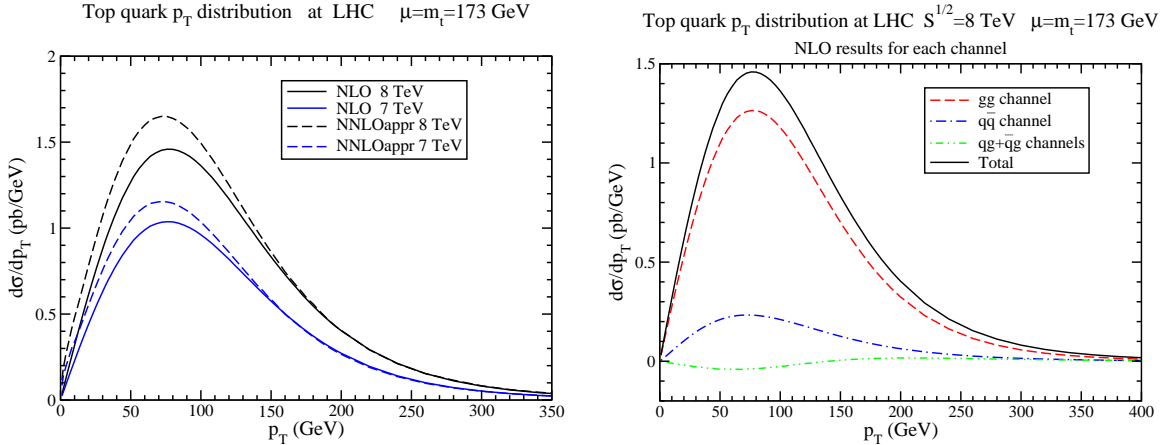 Top quark p_T distribution at LHC μ=m_t=173 GeV
2
1.5
1
0.5
0
dσ/dp_T (pb/GeV)
NLO 8 TeV
NLO 7 TeV
NNLOappr 8 TeV
NNLOappr 7 TeV
0 50 100 150 200 250 300 350
p_T (GeV)
Top quark p_T distribution at LHC S^{1/2}=8 TeV μ=m_t=173 GeV
NLO results for each channel
1.5
1
0.5
0
dσ/dp_T (pb/GeV)
gg channel
qq̄ channel
qg+q̄g channels
Total
0 50 100 150 200 250 300 350 400
p_T (GeV)